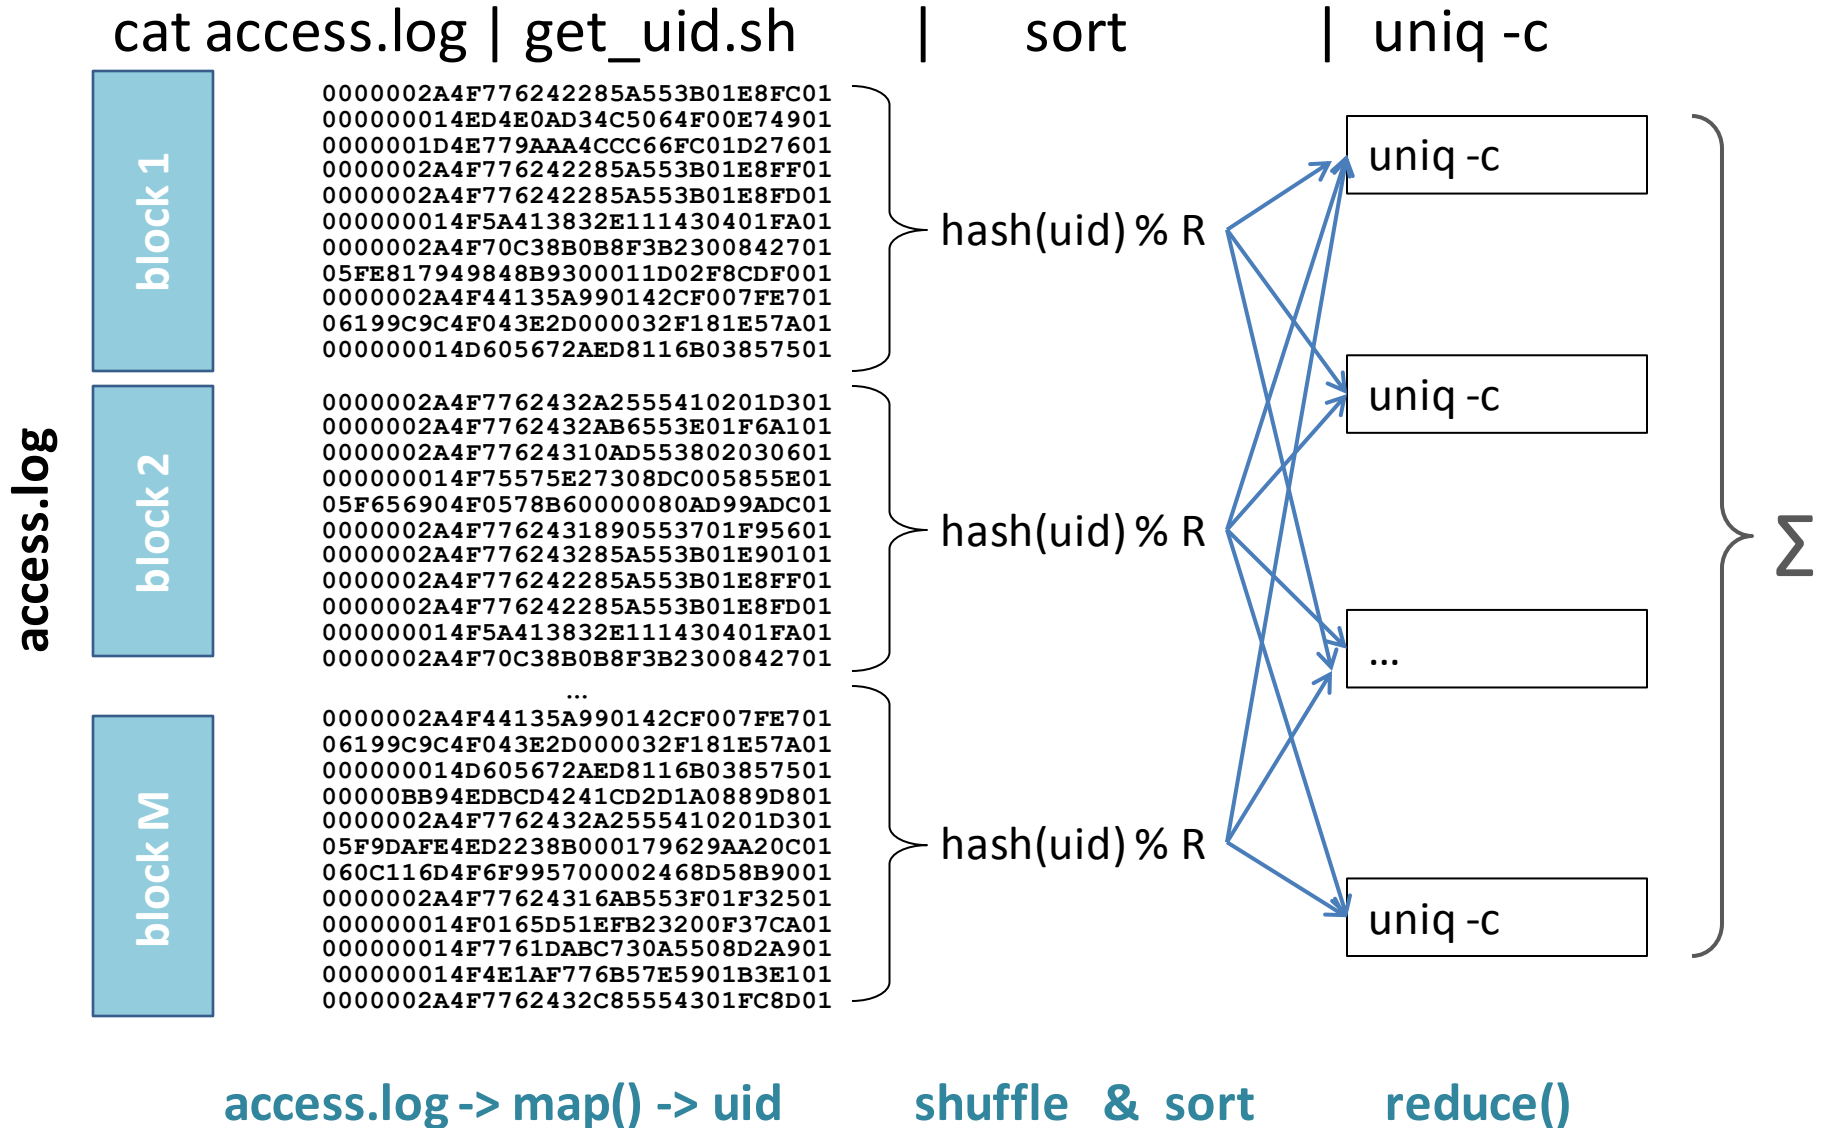 cat access.log | get_uid.sh | sort | uniq -c
access.log
block 1
0000002A4F776242285A553B01E8FC01
000000014ED4E0AD34C5064F00E74901
0000001D4E779AAA4CCC66FC01D27601
0000002A4F776242285A553B01E8FF01
0000002A4F776242285A553B01E8FD01
000000014F5A413832E111430401FA01
0000002A4F70C38B0B8F3B2300842701
05FE817949848B9300011D02F8CDF001
0000002A4F44135A990142CF007FE701
06199C9C4F043E2D000032F181E57A01
000000014D605672AED8116B03857501
hash(uid) % R
uniq -c
block 2
0000002A4F7762432A2555410201D301
0000002A4F7762432AB6553E01F6A101
0000002A4F77624310AD553802030601
000000014F75575E27308DC005855E01
05F656904F0578B60000080AD99ADC01
0000002A4F77624318905537​01F95601
0000002A4F776243285A553B01E90101
0000002A4F776242285A553B01E8FF01
0000002A4F776242285A553B01E8FD01
000000014F5A413832E111430401FA01
0000002A4F70C38B0B8F3B2300842701
hash(uid) % R
uniq -c
...
block M
0000002A4F44135A990142CF007FE701
06199C9C4F043E2D000032F181E57A01
000000014D605672AED8116B03857501
00000BB94EDBCD4241CD2D1A0889D801
0000002A4F7762432A2555410201D301
05F9DAFE4ED2238B000179629AA20C01
060C116D4F6F995700002468D58B9001
0000002A4F77624316AB553F01F32501
000000014F0165D51EFB23200F37CA01
000000014F7761DABC730A5508D2A901
000000014F4E1AF776B57E5901B3E101
0000002A4F7762432C85554301FC8D01
hash(uid) % R
...
uniq -c
Σ
access.log -> map() -> uid shuffle & sort reduce()